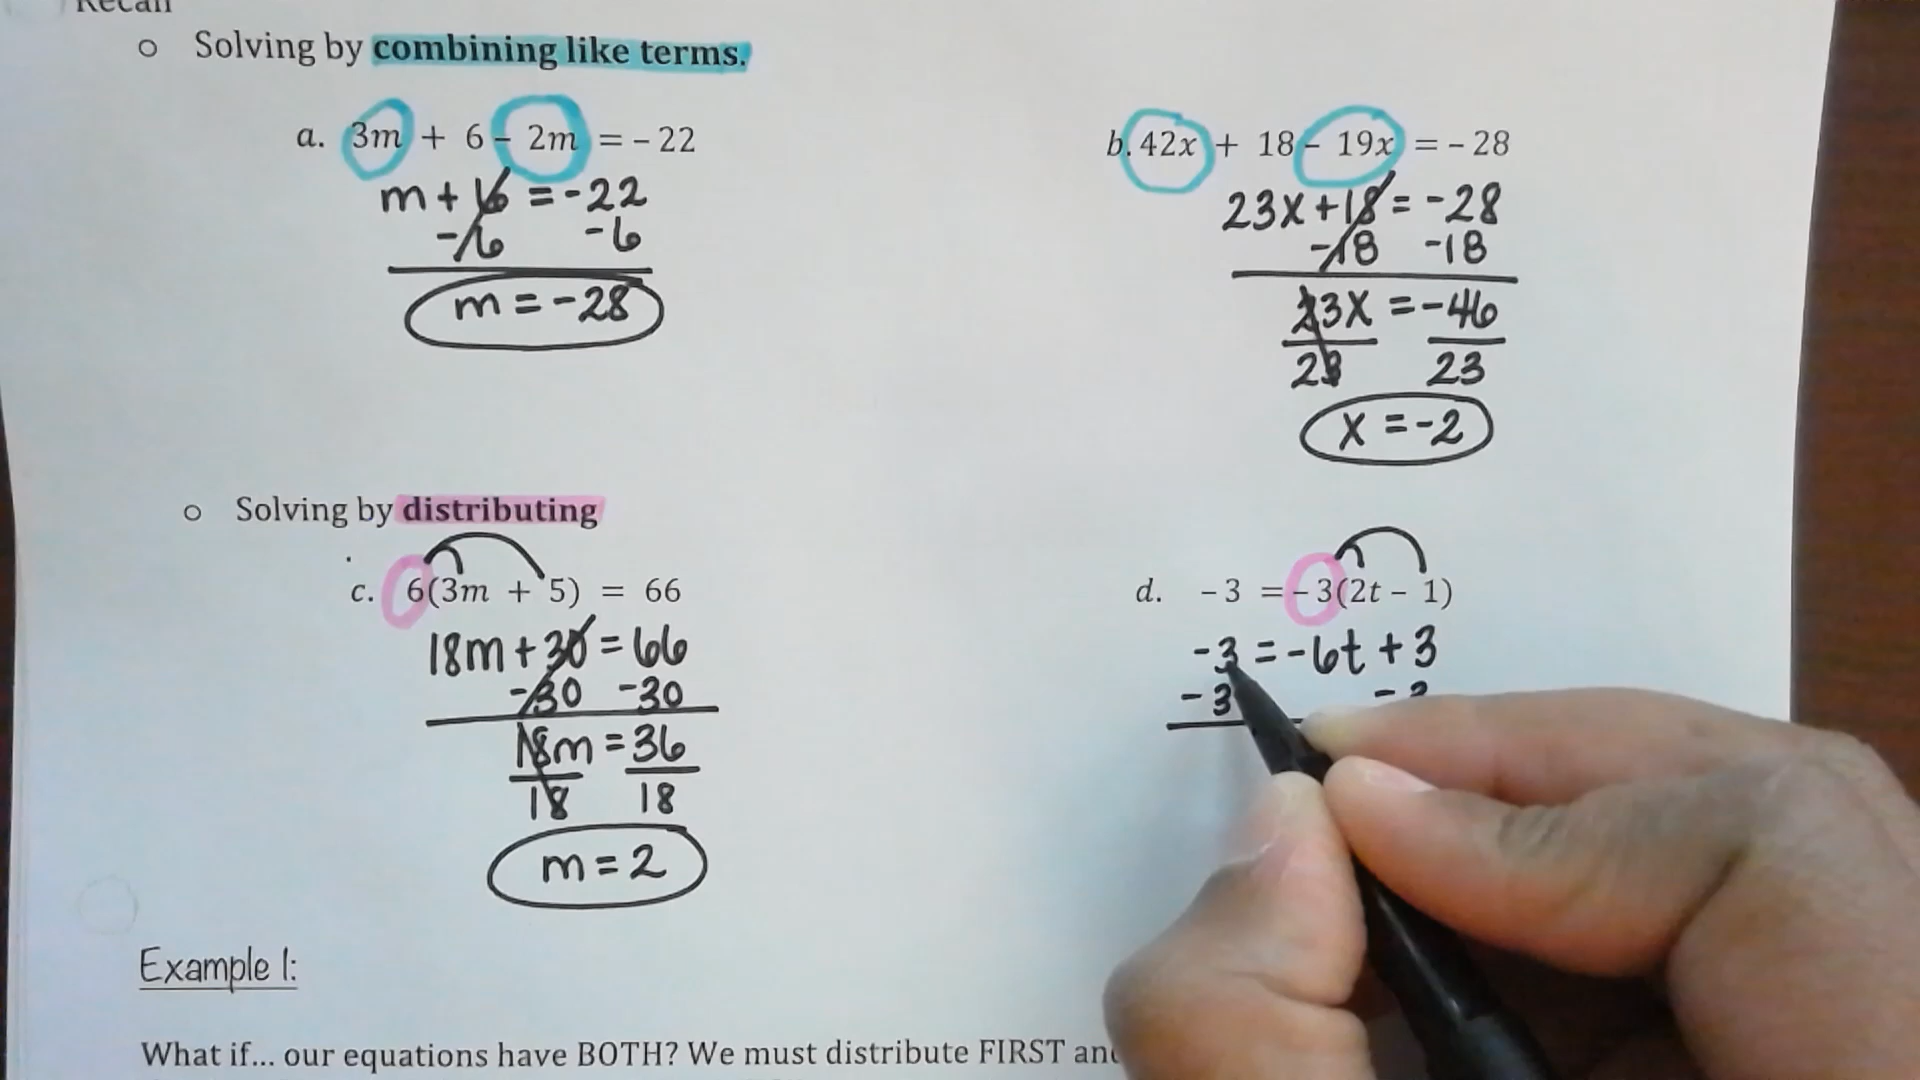 Recall
o Solving by combining like terms.
a. 3m + 6 - 2m = - 22
m + 6 = -22
-6 -6
m = -28
b. 42x + 18 - 19x = - 28
23x + 18 = -28
-18 -18
23x = -46
23 23
x = -2
o Solving by distributing
c. 6(3m + 5) = 66
18m + 30 = 66
-30 -30
18m = 36
18 18
m = 2
d. - 3 = - 3(2t - 1)
-3 = -6t + 3
-3 -
Example 1:
What if... our equations have BOTH? We must distribute FIRST